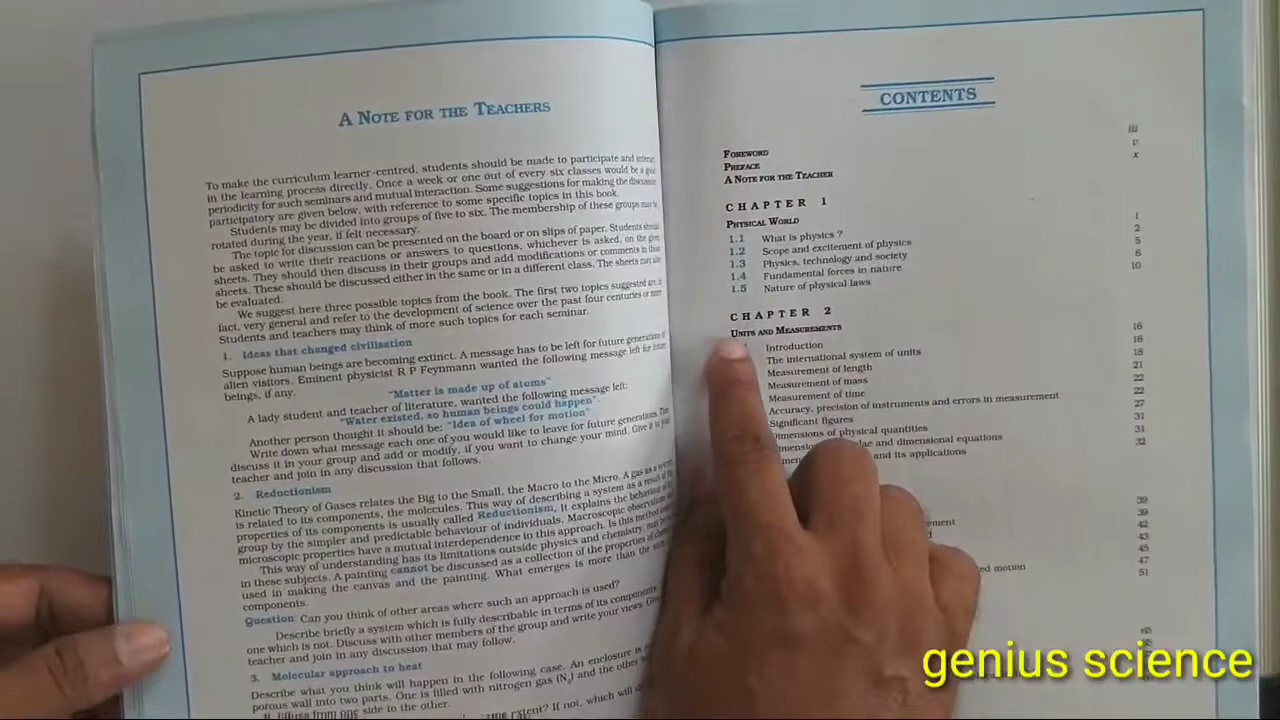 A NOTE FOR THE TEACHERS
To make the curriculum learner-centred, students should be made to participate and interact
in the learning process directly. Once a week or one out of every six classes would be a good
periodicity for such seminars and mutual interaction. Some suggestions for making the discussion
participatory are given below, with reference to some specific topics in this book.
Students may be divided into groups of five to six. The membership of these groups may be
rotated during the year, if felt necessary.
The topic for discussion can be presented on the board or on slips of paper. Students should
be asked to write their reactions or answers to questions, whichever is asked, on the given
sheets. They should then discuss in their groups and add modifications or comments in those
sheets. These should be discussed either in the same or in a different class. The sheets may also
be evaluated.
We suggest here three possible topics from the book. The first two topics suggested are, in
fact, very general and refer to the development of science over the past four centuries or more.
Students and teachers may think of more such topics for each seminar.
1. Ideas that changed civilisation
Suppose human beings are becoming extinct. A message has to be left for future generations or
alien visitors. Eminent physicist R P Feynmann wanted the following message left for future
beings, if any.
"Matter is made up of atoms"
A lady student and teacher of literature, wanted the following message left:
"Water existed, so human beings could happen".
Another person thought it should be: "Idea of wheel for motion"
Write down what message each one of you would like to leave for future generations. Then
discuss it in your group and add or modify, if you want to change your mind. Give it to your
teacher and join in any discussion that follows.
2. Reductionism
Kinetic Theory of Gases relates the Big to the Small, the Macro to the Micro. A gas as a system
is related to its components, the molecules. This way of describing a system as a result of the
properties of its components is usually called Reductionism. It explains the behaviour of the
group by the simpler and predictable behaviour of individuals. Macroscopic observations and
microscopic properties have a mutual interdependence in this approach. Is this method useful?
This way of understanding has its limitations outside physics and chemistry, may be even
in these subjects. A painting cannot be discussed as a collection of the properties of chemicals
used in making the canvas and the painting. What emerges is more than the sum
components.
Question: Can you think of other areas where such an approach is used?
Describe briefly a system which is fully describable in terms of its components
one which is not. Discuss with other members of the group and write your views. Give
teacher and join in any discussion that may follow.
3. Molecular approach to heat
Describe what you think will happen in the following case. An enclosure is
porous wall into two parts. One is filled with nitrogen gas (N₂) and the other
from one side to the other.
extent? If not, which will
CONTENTS
FOREWORD iii
PREFACE v
A NOTE FOR THE TEACHER x
CHAPTER 1
PHYSICAL WORLD
1.1 What is physics ? 1
1.2 Scope and excitement of physics 2
1.3 Physics, technology and society 5
1.4 Fundamental forces in nature 6
1.5 Nature of physical laws 10
CHAPTER 2
UNITS AND MEASUREMENTS
Introduction 16
The international system of units 16
Measurement of length 18
Measurement of mass 21
Measurement of time 22
Accuracy, precision of instruments and errors in measurement 22
Significant figures 27
Dimensions of physical quantities 31
and dimensional equations 31
and its applications 32
39
39
42
43
45
47
51
65
genius science